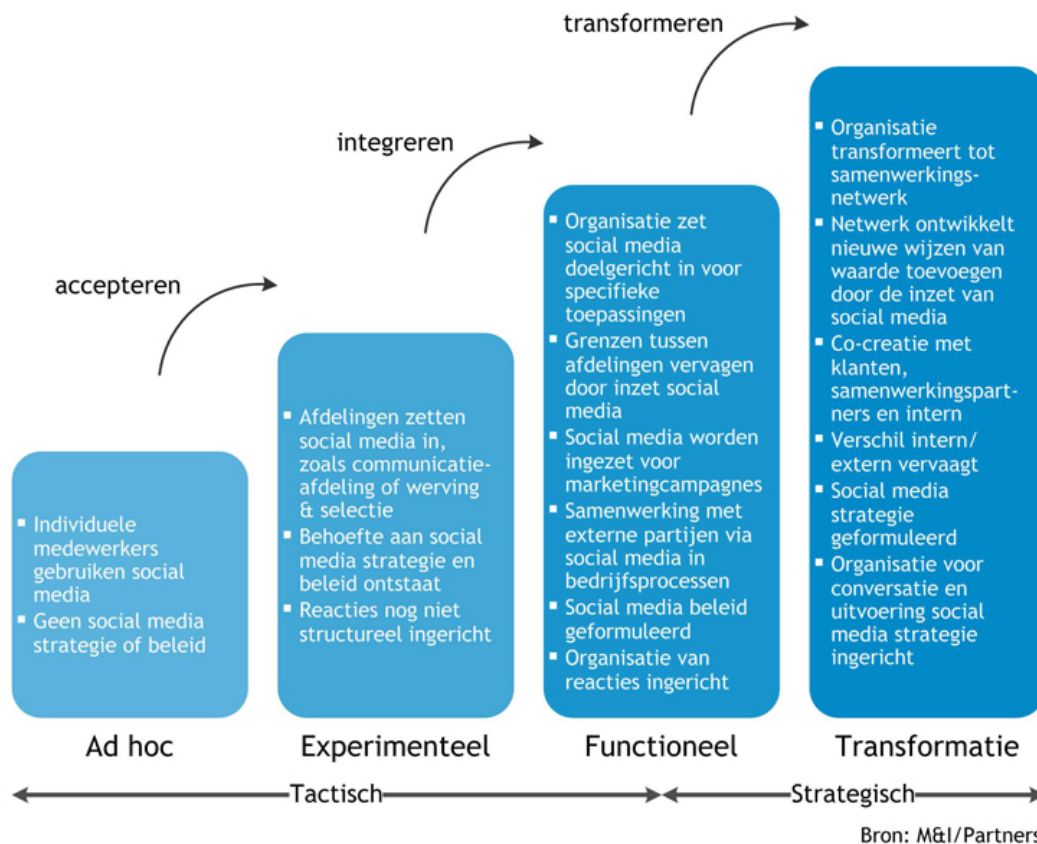 transformeren
integreren
accepteren
▪ Individuele
medewerkers
gebruiken social
media
▪ Geen social media
strategie of beleid
▪ Afdelingen zetten
social media in,
zoals communicatie-
afdeling of werving
& selectie
▪ Behoefte aan social
media strategie en
beleid ontstaat
▪ Reacties nog niet
structureel ingericht
▪ Organisatie zet
social media
doelgericht in voor
specifieke
toepassingen
▪ Grenzen tussen
afdelingen vervagen
door inzet social
media
▪ Social media worden
ingezet voor
marketingcampagnes
▪ Samenwerking met
externe partijen via
social media in
bedrijfsprocessen
▪ Social media beleid
geformuleerd
▪ Organisatie van
reacties ingericht
▪ Organisatie
transformeert tot
samenwerkings-
netwerk
▪ Netwerk ontwikkelt
nieuwe wijzen van
waarde toevoegen
door de inzet van
social media
▪ Co-creatie met
klanten,
samenwerkingspart-
ners en intern
▪ Verschil intern/
extern vervaagt
▪ Social media
strategie
geformuleerd
▪ Organisatie voor
conversatie en
uitvoering social
media strategie
ingericht
Ad hoc
Experimenteel
Functioneel
Transformatie
Tactisch
Strategisch
Bron: M&I/Partners